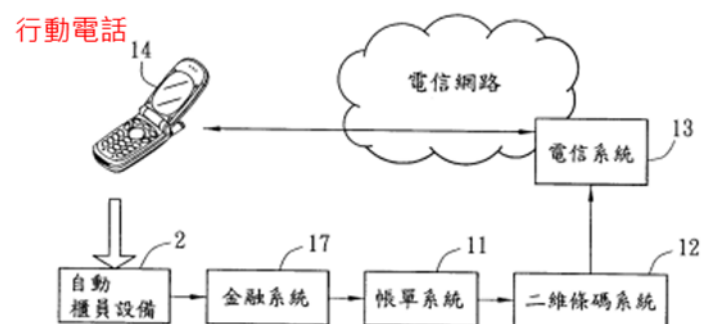 行動電話
14
電信網路
電信系統
13
2
17
11
12
自動
櫃員設備
金融系統
帳單系統
二維條碼系統